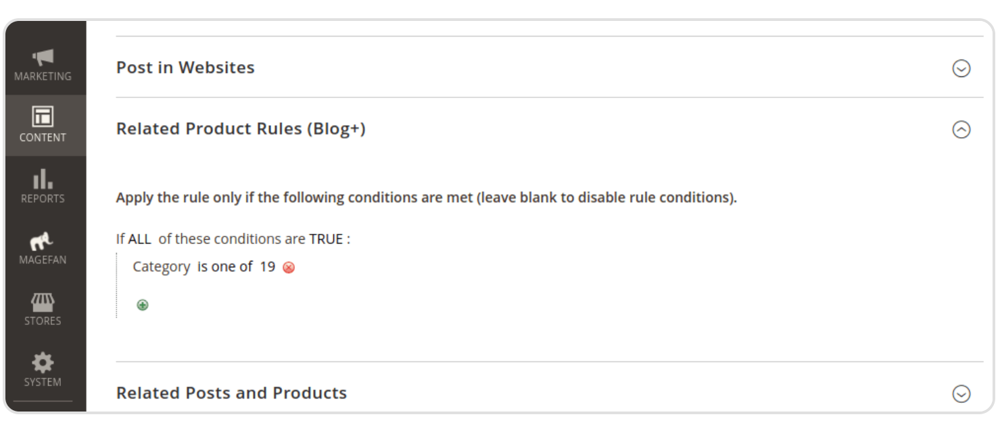 MARKETING
CONTENT
REPORTS
MAGEFAN
STORES
SYSTEM
Post in Websites
Related Product Rules (Blog+)
Apply the rule only if the following conditions are met (leave blank to disable rule conditions).
If ALL of these conditions are TRUE :
Category is one of 19
Related Posts and Products